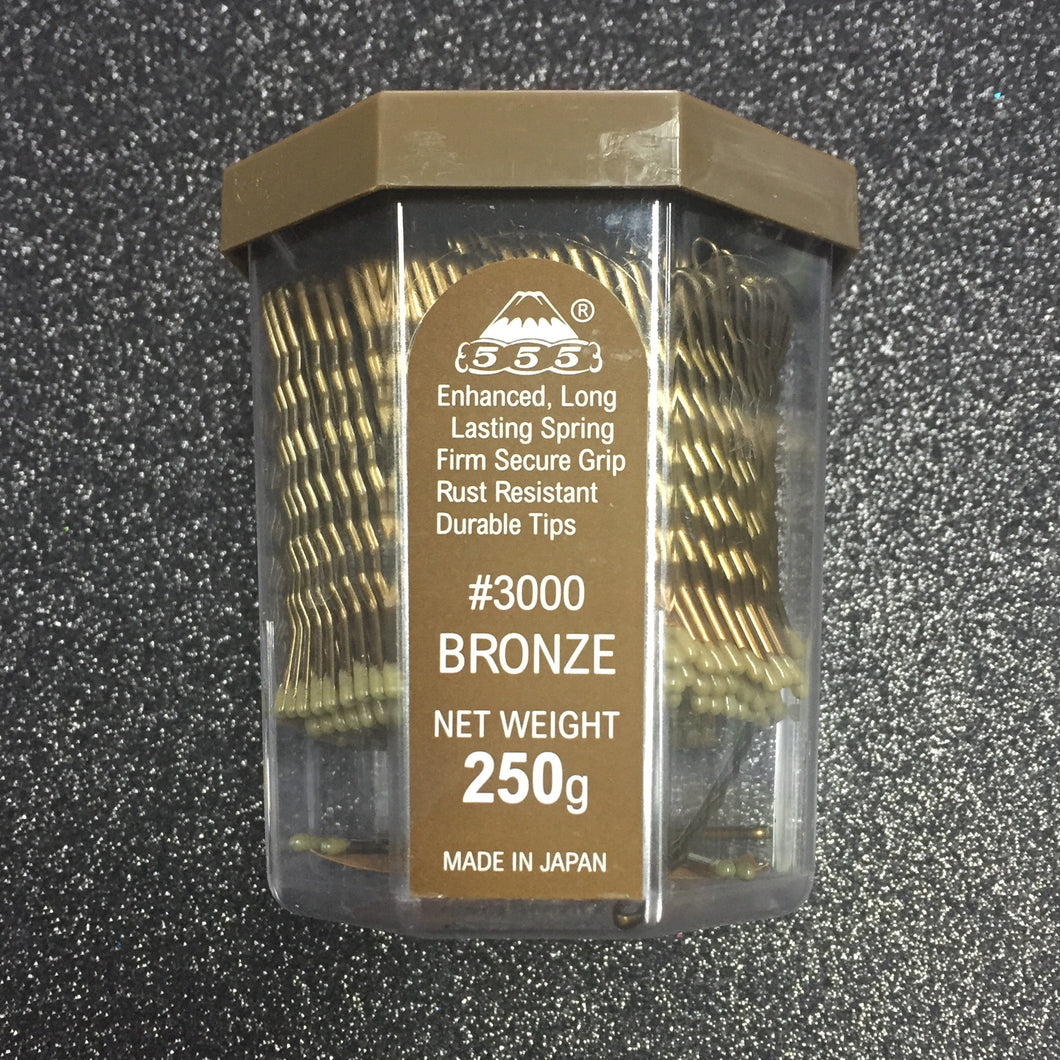 ®
555
Enhanced, Long
Lasting Spring
Firm Secure Grip
Rust Resistant
Durable Tips
#3000
BRONZE
NET WEIGHT
250g
MADE IN JAPAN